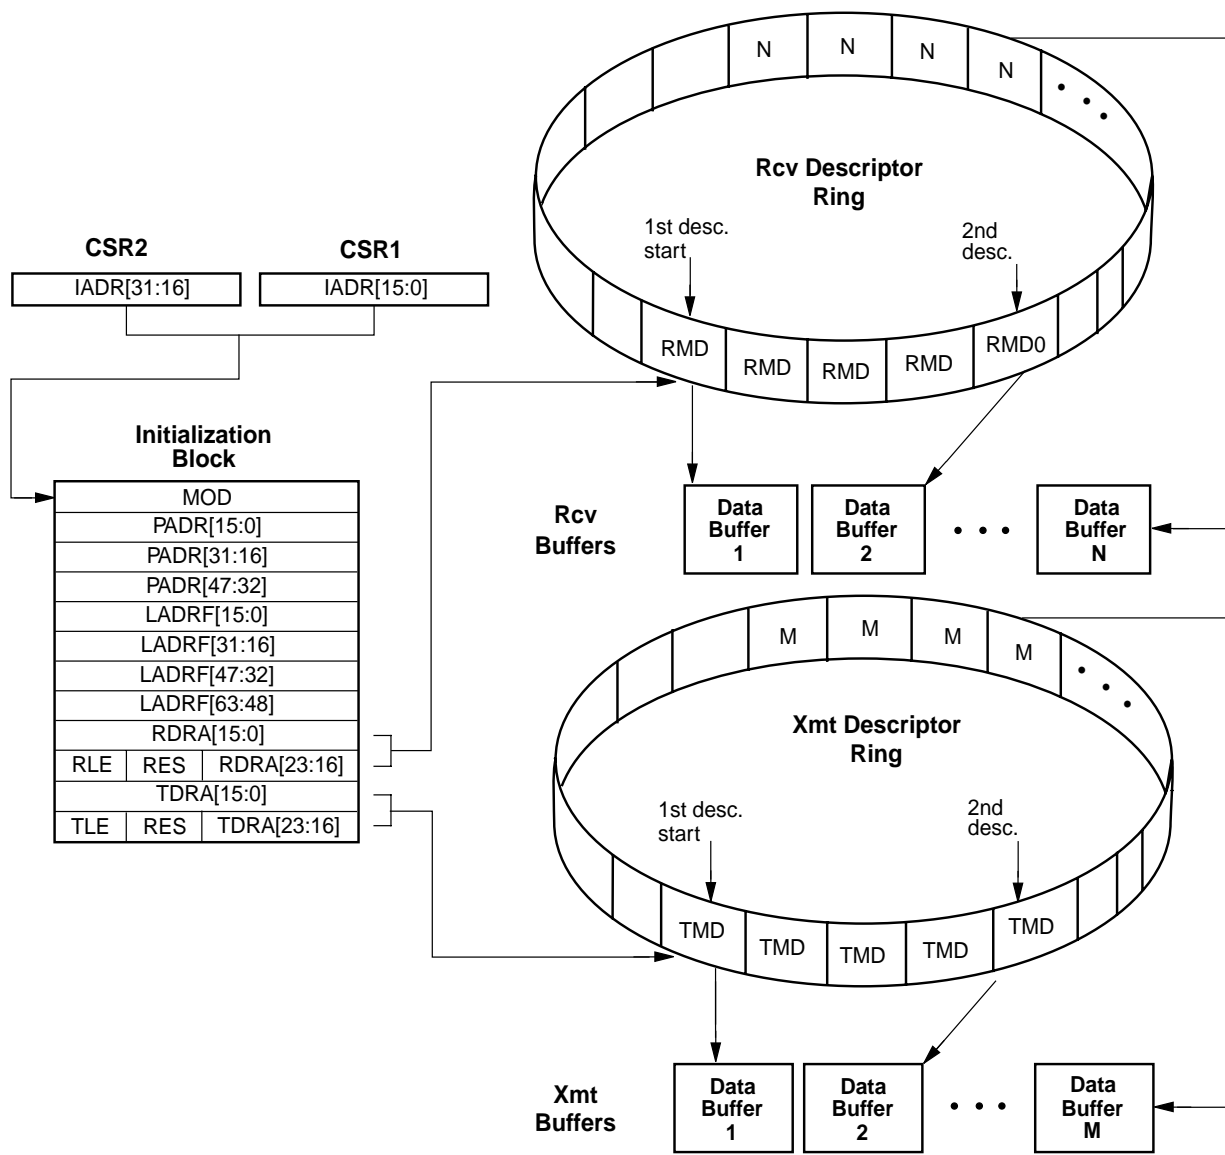 N N N N
Rcv Descriptor
Ring
1st desc.
start
2nd
desc.
CSR2 CSR1
IADR[31:16] IADR[15:0]
RMD RMD RMD RMD RMD0
Initialization
Block
MOD
PADR[15:0]
PADR[31:16]
PADR[47:32]
LADRF[15:0]
LADRF[31:16]
LADRF[47:32]
LADRF[63:48]
RDRA[15:0]
RLE RES RDRA[23:16]
TDRA[15:0]
TLE RES TDRA[23:16]
Rcv
Buffers
Data
Buffer
1
Data
Buffer
2
• • •
Data
Buffer
N
M M M M
Xmt Descriptor
Ring
1st desc.
start
2nd
desc.
TMD TMD TMD TMD TMD
Xmt
Buffers
Data
Buffer
1
Data
Buffer
2
• • •
Data
Buffer
M